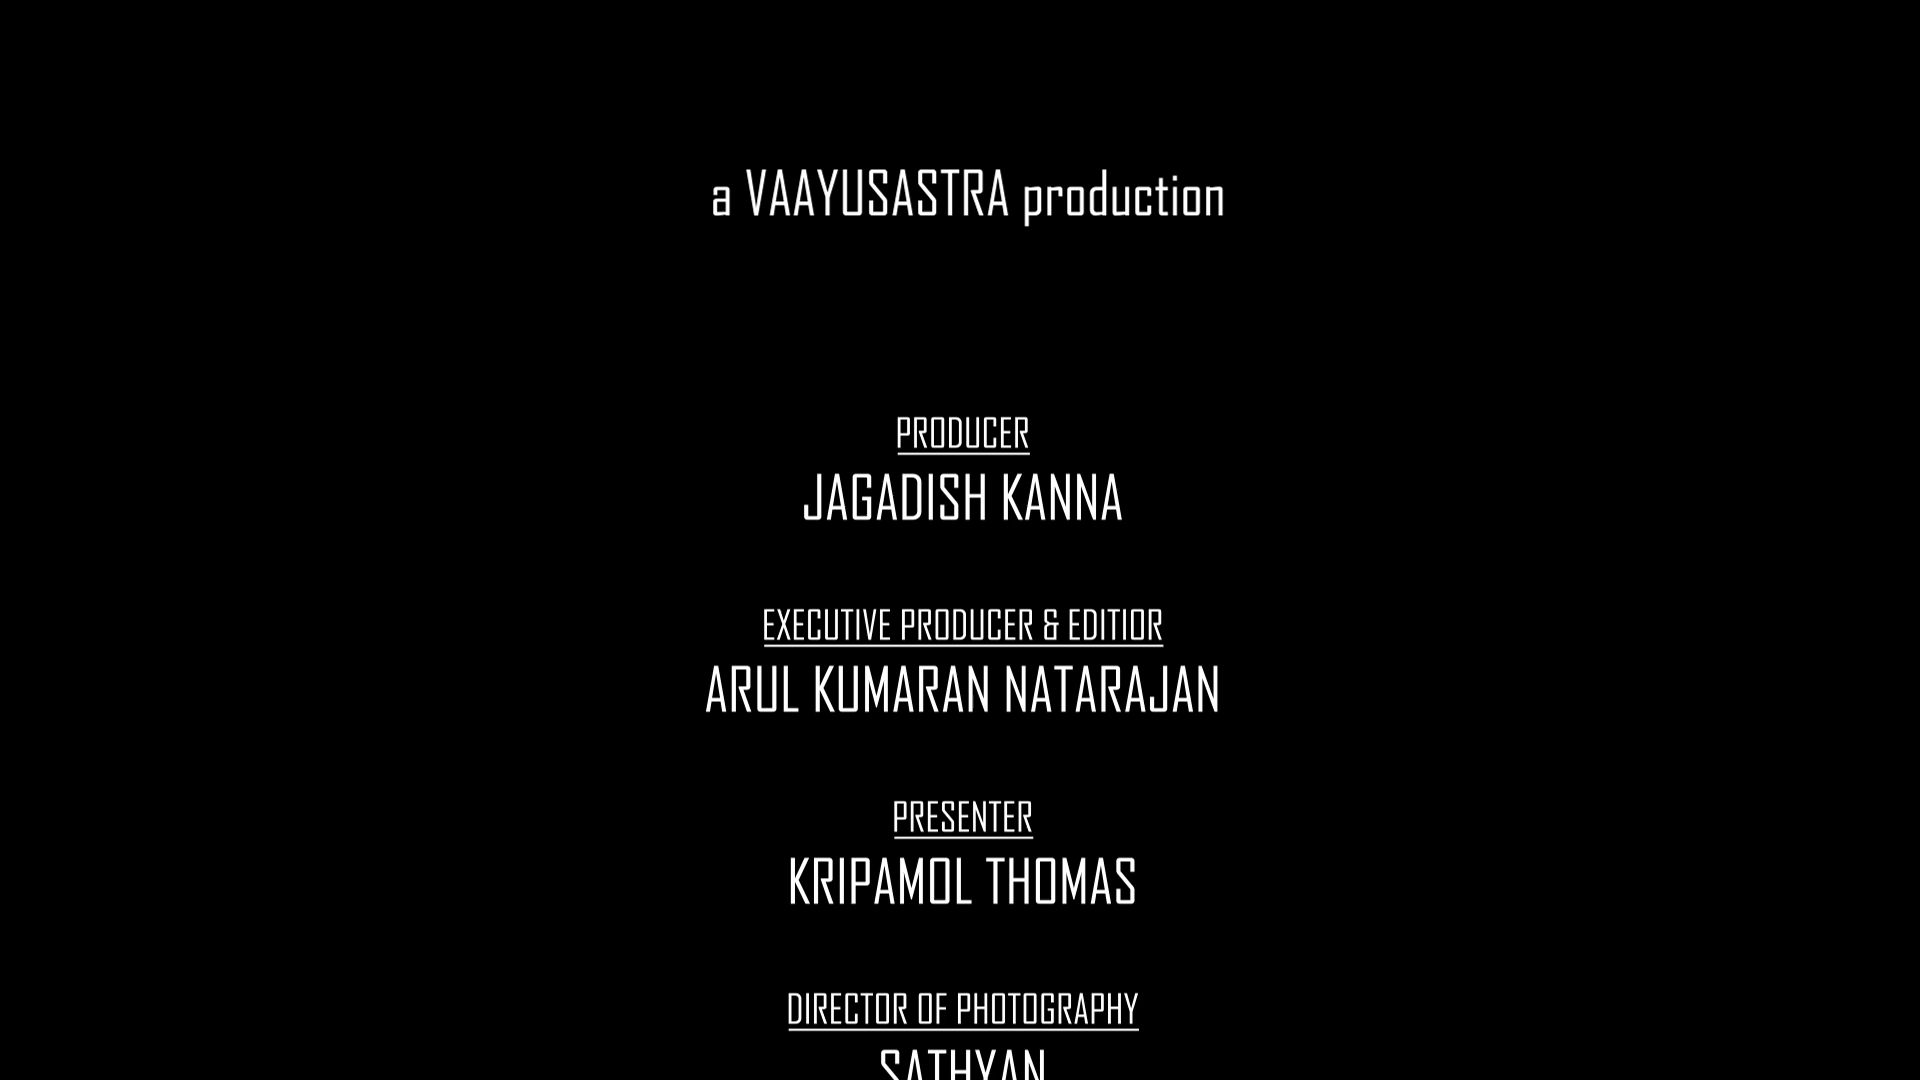 a VAAYUSASTRA production
PRODUCER
JAGADISH KANNA
EXECUTIVE PRODUCER & EDITIOR
ARUL KUMARAN NATARAJAN
PRESENTER
KRIPAMOL THOMAS
DIRECTOR OF PHOTOGRAPHY
SATHYAN